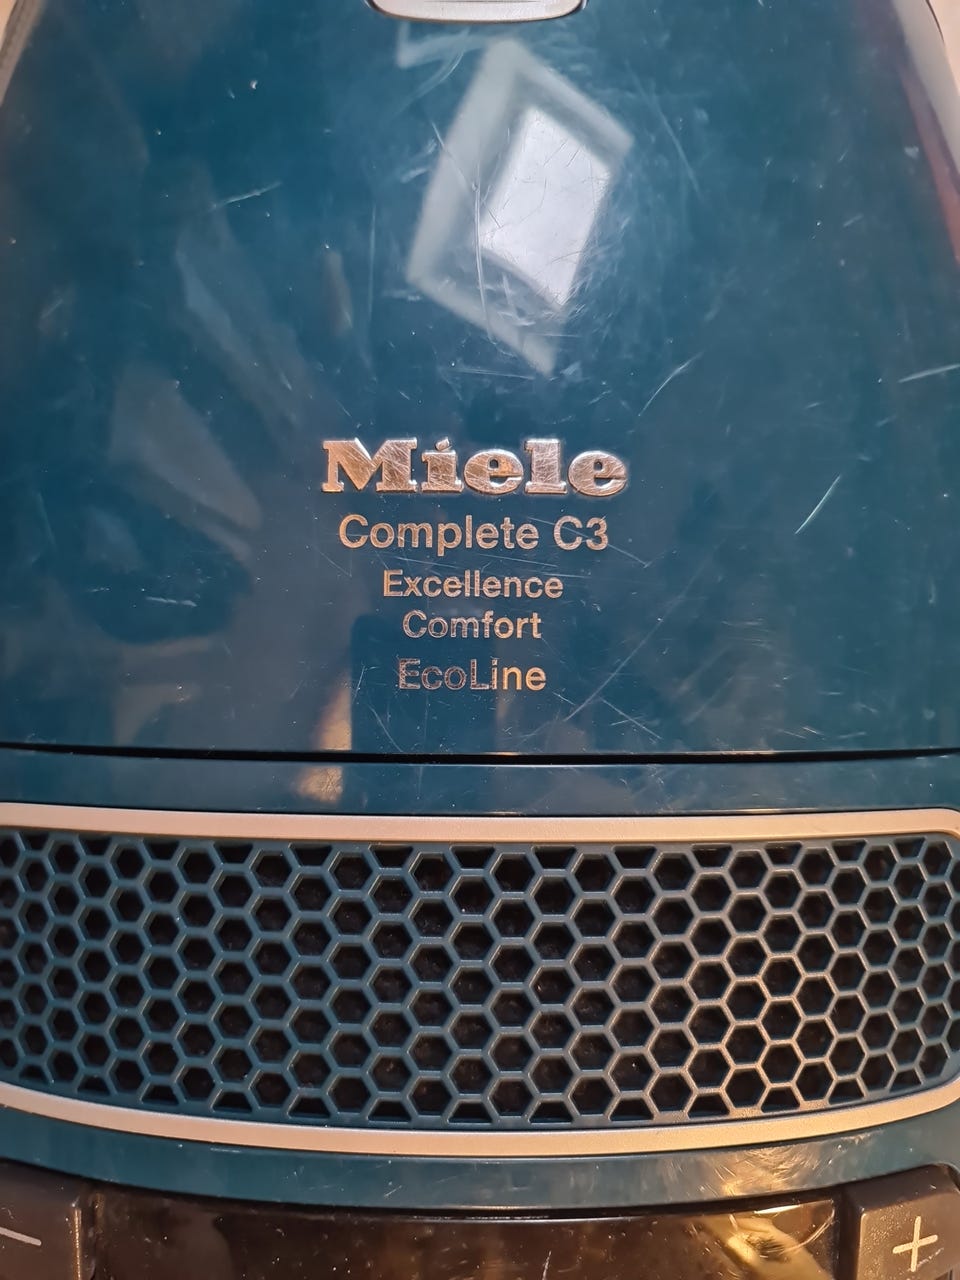 Miele
Complete C3
Excellence
Comfort
EcoLine
− +